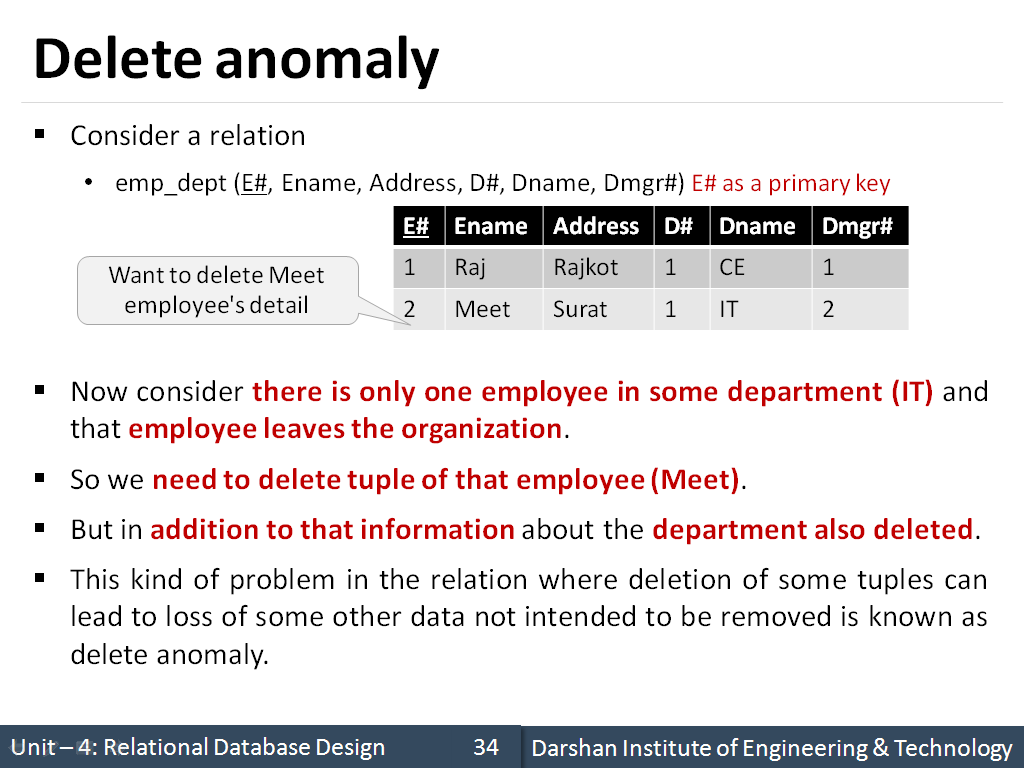 Delete anomaly
Consider a relation
emp_dept (E#, Ename, Address, D#, Dname, Dmgr#) E# as a primary key
E# Ename Address D# Dname Dmgr#
1 Raj Rajkot 1 CE 1
2 Meet Surat 1 IT 2
Want to delete Meet
employee's detail
Now consider there is only one employee in some department (IT) and
that employee leaves the organization.
So we need to delete tuple of that employee (Meet).
But in addition to that information about the department also deleted.
This kind of problem in the relation where deletion of some tuples can
lead to loss of some other data not intended to be removed is known as
delete anomaly.
Unit – 4: Relational Database Design 34 Darshan Institute of Engineering & Technology